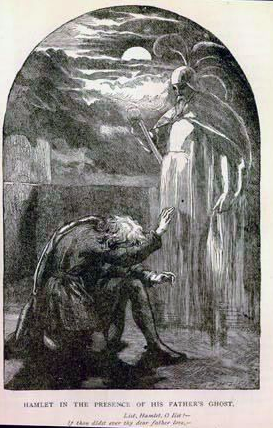 HAMLET IN THE PRESENCE OF HIS FATHER'S GHOST.
List, Hamlet, O list!—
If thou didst ever thy dear father love,—